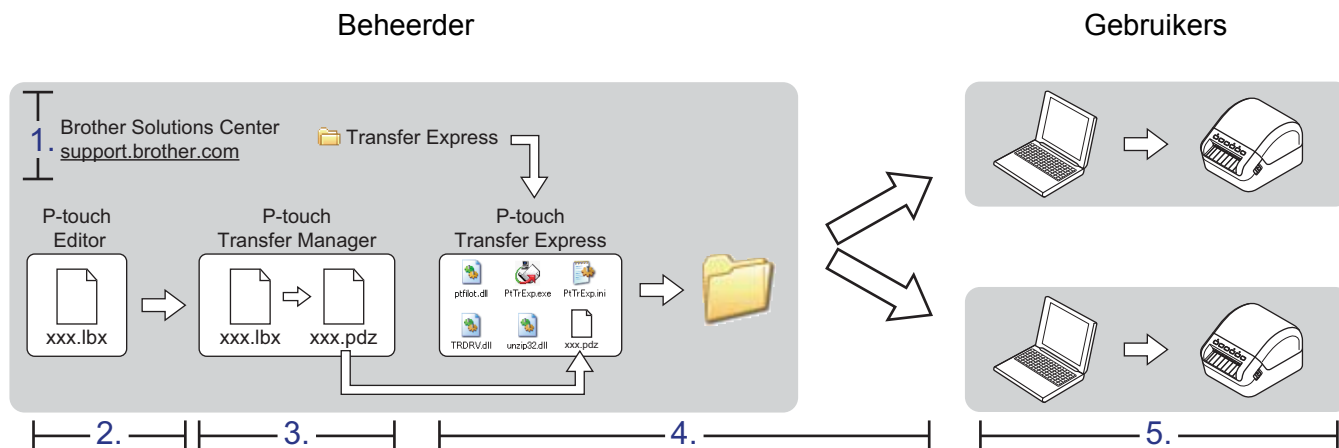 Beheerder
Gebruikers
1.
Brother Solutions Center
support.brother.com
Transfer Express
P-touch
Editor
xxx.lbx
P-touch
Transfer Manager
xxx.lbx
xxx.pdz
P-touch
Transfer Express
ptfilot.dll
PtTrExp.exe
PtTrExp.ini
TRDRV.dll
unzip32.dll
xxx.pdz
2.
3.
4.
5.